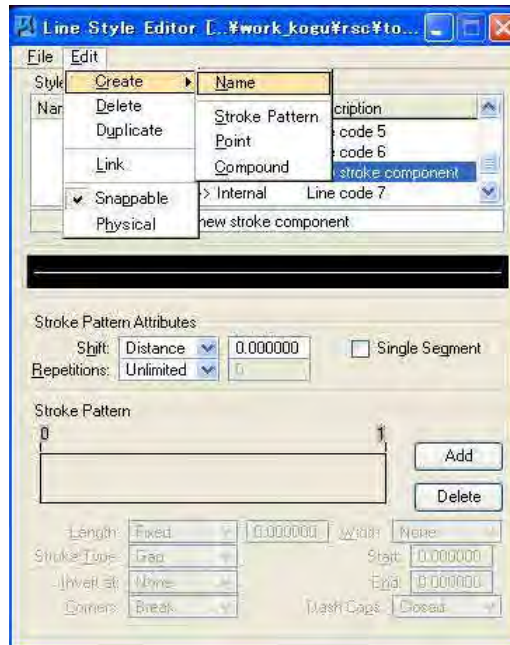 Line Style Editor [..¥work_kogu¥rsc¥to...
File Edit
Style
Create Name
Nar cription
Delete Stroke Pattern code 5
Duplicate Point code 6
Link Compound stroke component
Snappable > Internal Line code 7
Physical new stroke component
Stroke Pattern Attributes
Shift: Distance 0.000000 Single Segment
Repetitions: Unlimited 0
Stroke Pattern
0 1
Add
Delete
Length: Fixed 0.000000 Width: None
Stroke Type: Gap Start: 0.000000
Invert at: None End: 0.000000
Corners: Break Dash Caps: Closed